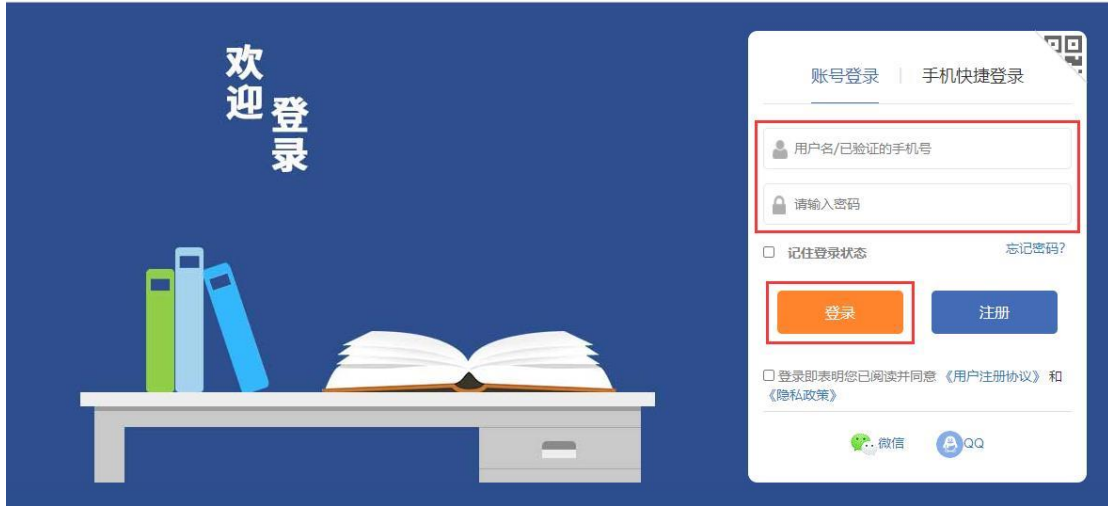 欢迎
登录
账号登录 手机快捷登录
用户名/已验证的手机号
请输入密码
记住登录状态 忘记密码?
登录 注册
登录即表明您已阅读并同意 《用户注册协议》 和
《隐私政策》
微信 QQ